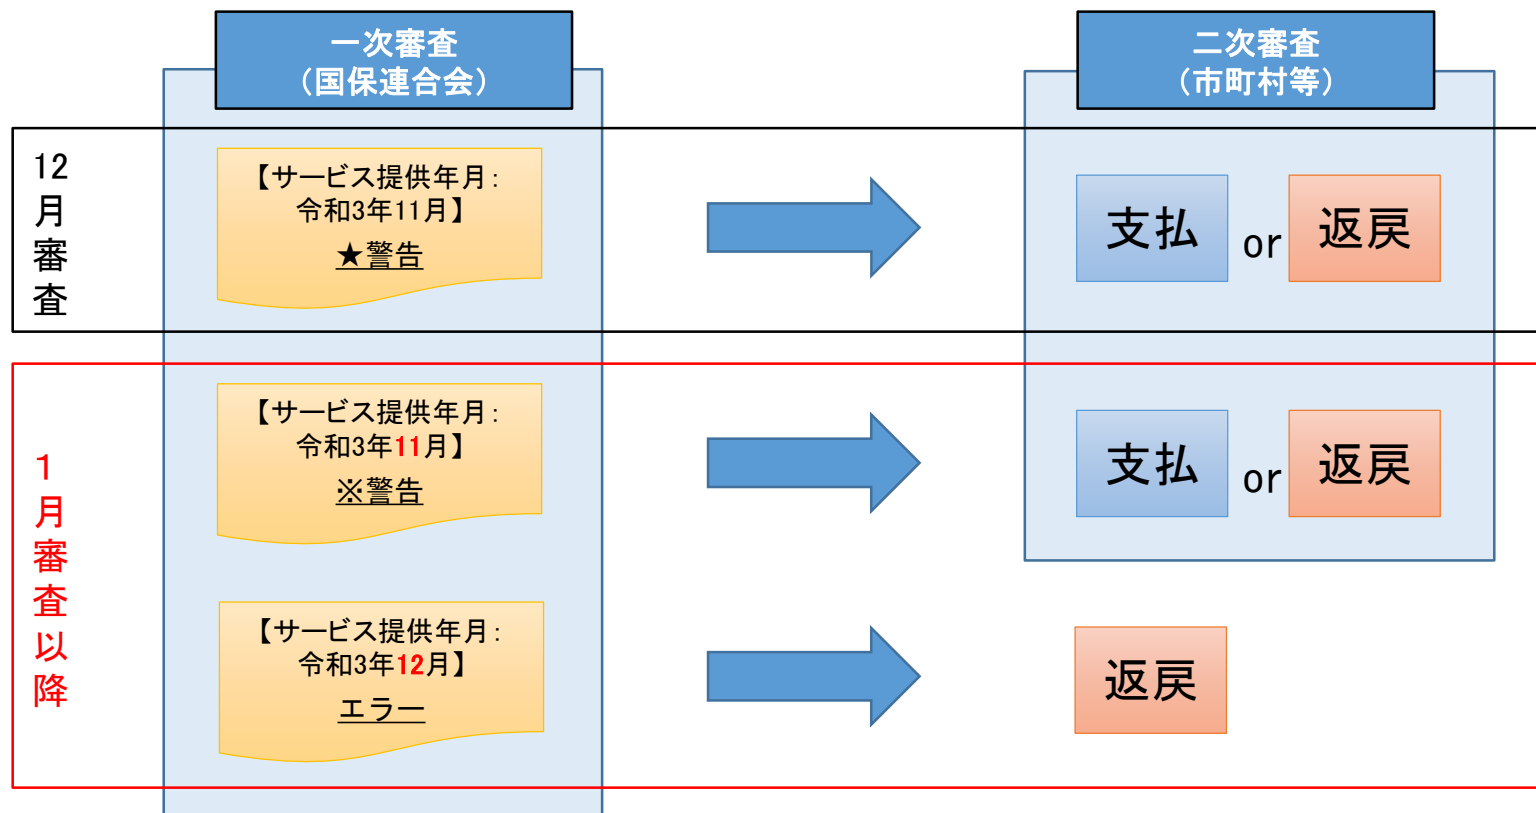 一次審査
（国保連合会）
二次審査
（市町村等）
12月審査
【サービス提供年月：
令和3年11月】
★警告
支払
or
返戻
1月審査以降
【サービス提供年月：
令和3年11月】
※警告
支払
or
返戻
【サービス提供年月：
令和3年12月】
エラー
返戻